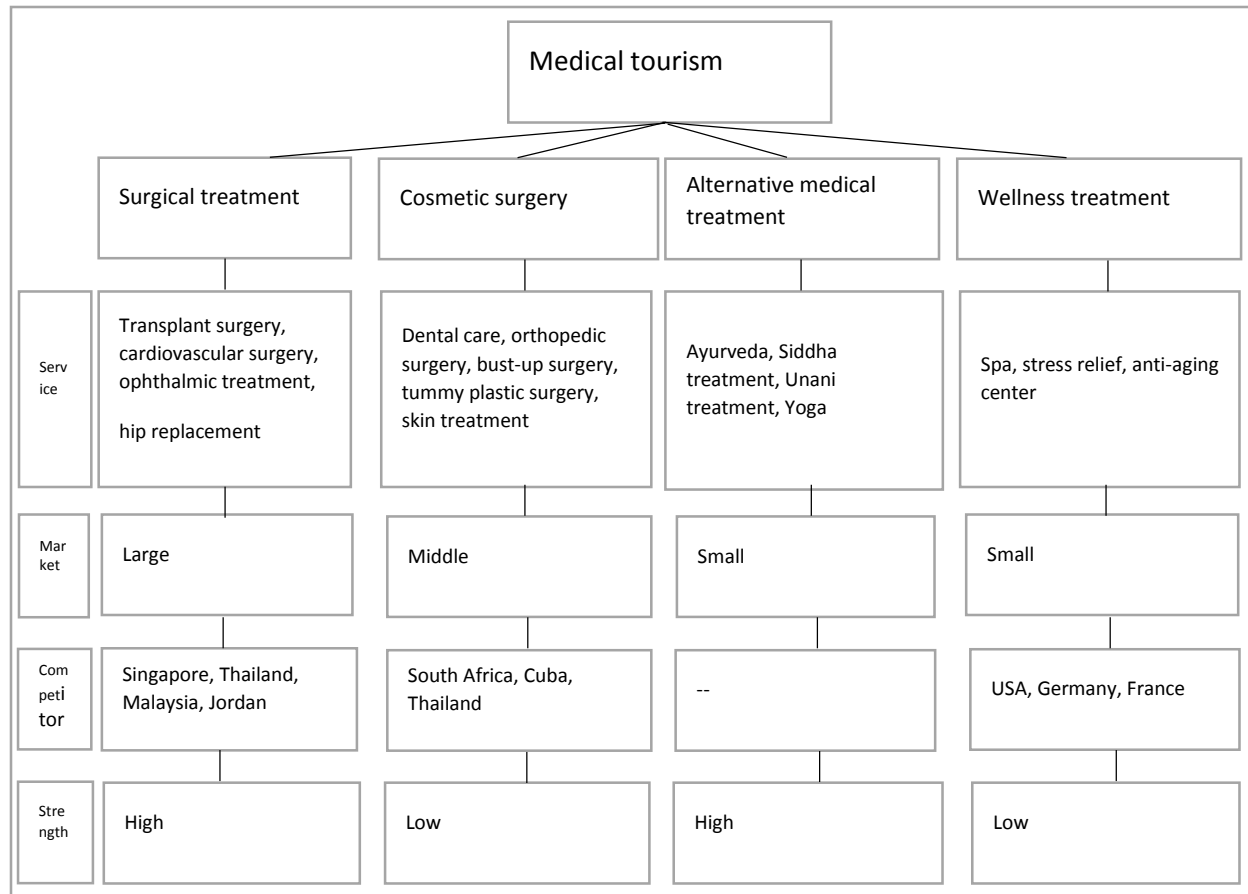 Medical tourism
Surgical treatment
Cosmetic surgery
Alternative medical
treatment
Wellness treatment
Serv
ice
Transplant surgery,
cardiovascular surgery,
ophthalmic treatment,
hip replacement
Dental care, orthopedic
surgery, bust-up surgery,
tummy plastic surgery,
skin treatment
Ayurveda, Siddha
treatment, Unani
treatment, Yoga
Spa, stress relief, anti-aging
center
Mar
ket
Large
Middle
Small
Small
Com
peti
tor
Singapore, Thailand,
Malaysia, Jordan
South Africa, Cuba,
Thailand
--
USA, Germany, France
Stre
ngth
High
Low
High
Low